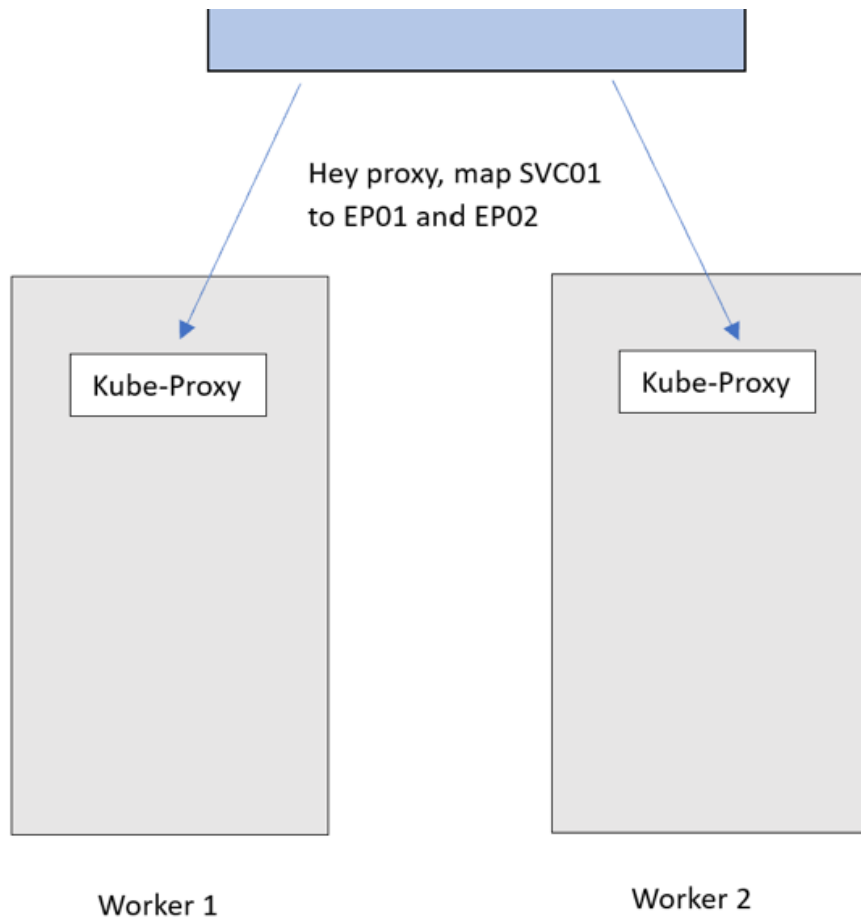 Hey proxy, map SVC01
to EP01 and EP02
Kube-Proxy
Kube-Proxy
Worker 1
Worker 2